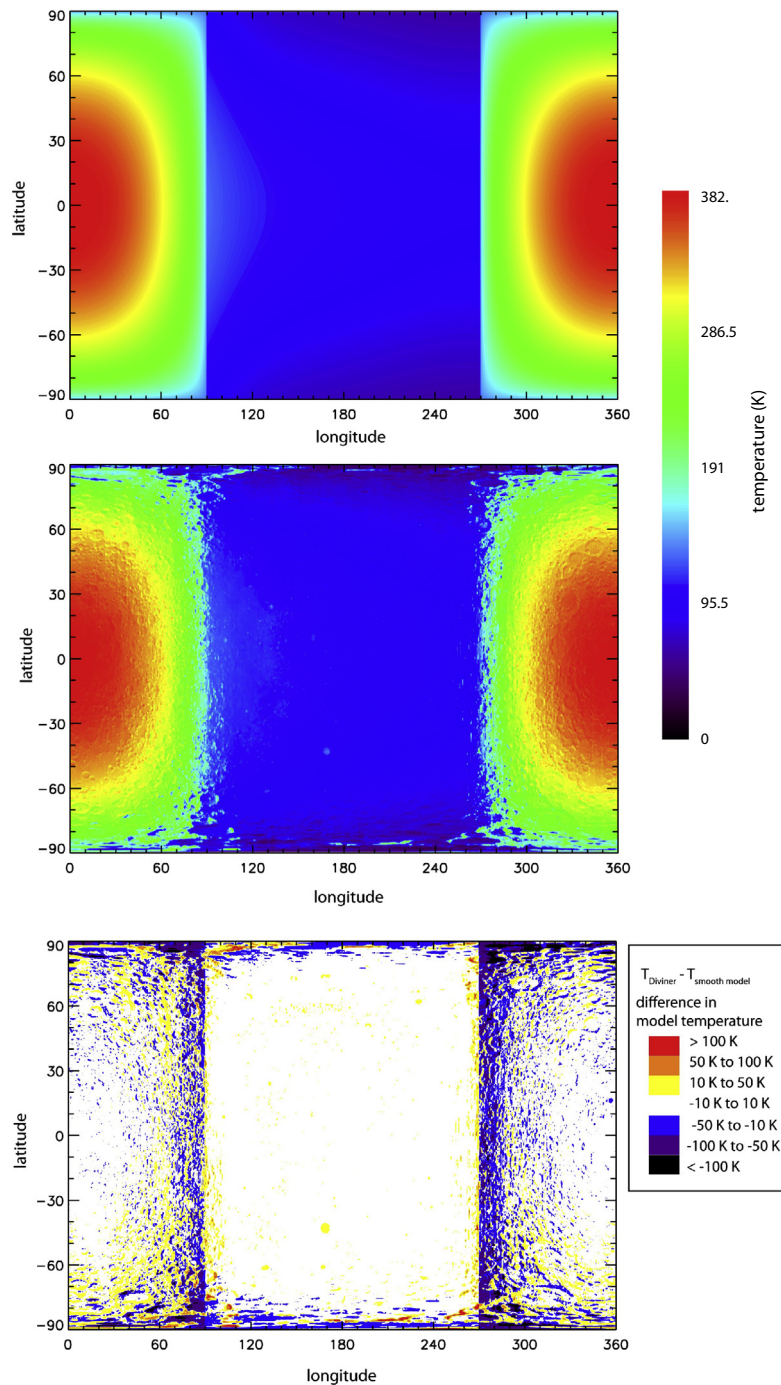 90
60
30
0
−30
−60
−90
latitude
0
60
120
180
240
300
360
longitude
90
60
30
0
−30
−60
−90
latitude
0
60
120
180
240
300
360
longitude
382.
286.5
191
95.5
0
temperature (K)
90
60
30
0
−30
−60
−90
latitude
0
60
120
180
240
300
360
longitude
T Diviner - T smooth model
difference in
model temperature
> 100 K
50 K to 100 K
10 K to 50 K
-10 K to 10 K
-50 K to -10 K
-100 K to -50 K
< -100 K